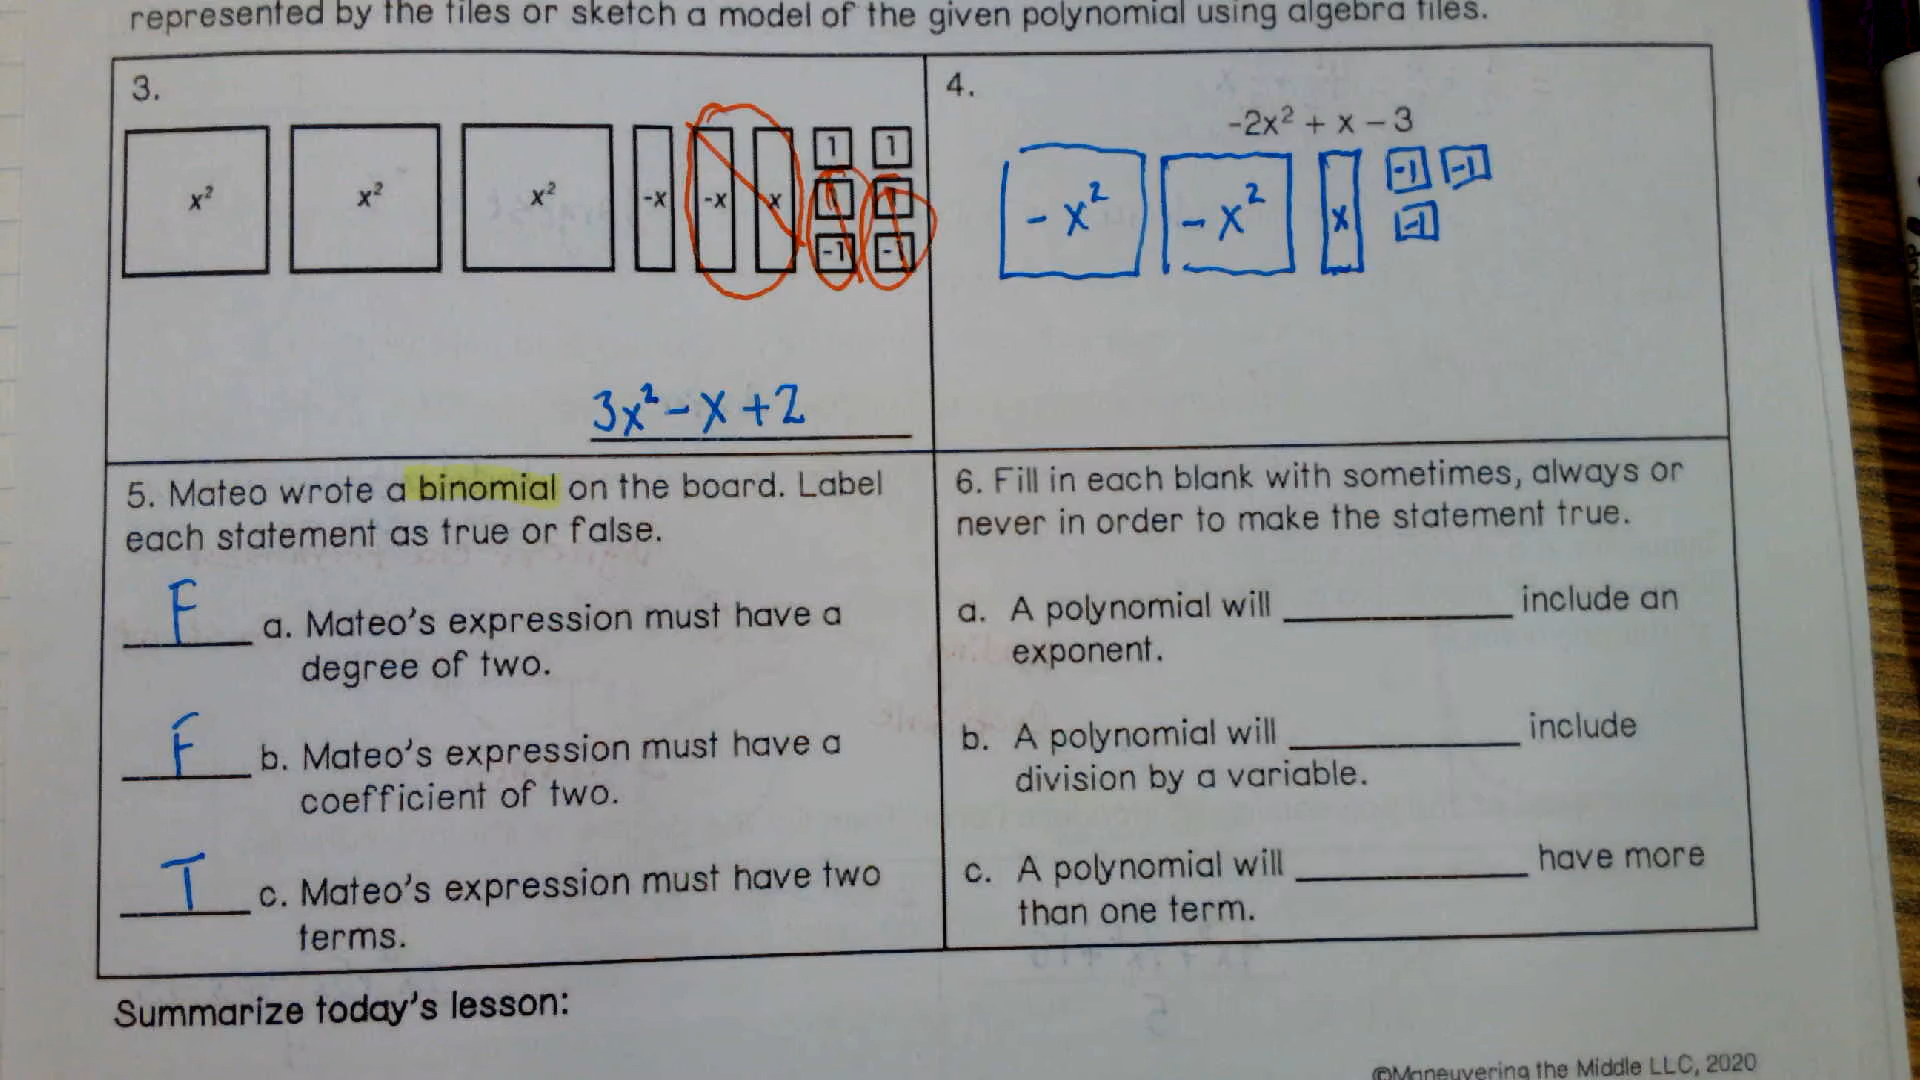 represented by the tiles or sketch a model of the given polynomial using algebra tiles.
3.
x² x² x² -x -x x 1 1
-1 -1
3x² - x + 2
4.
-2x² + x – 3
-x² -x² x -1 -1
-1
5. Mateo wrote a binomial on the board. Label
each statement as true or false.
F a. Mateo's expression must have a
degree of two.
F b. Mateo's expression must have a
coefficient of two.
T c. Mateo's expression must have two
terms.
6. Fill in each blank with sometimes, always or
never in order to make the statement true.
a. A polynomial will __________ include an
exponent.
b. A polynomial will __________ include
division by a variable.
c. A polynomial will __________ have more
than one term.
Summarize today's lesson:
©Maneuvering the Middle LLC, 2020